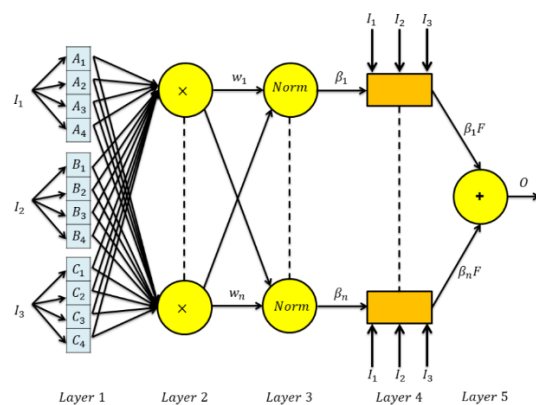 I₁ I₂ I₃
A₁
A₂
A₃
A₄
I₁
B₁
B₂
B₃
B₄
I₂
C₁
C₂
C₃
C₄
I₃
×
w₁
Norm
β₁
β₁F
+
O
×
wₙ
Norm
βₙ
βₙF
I₁ I₂ I₃
Layer 1 Layer 2 Layer 3 Layer 4 Layer 5